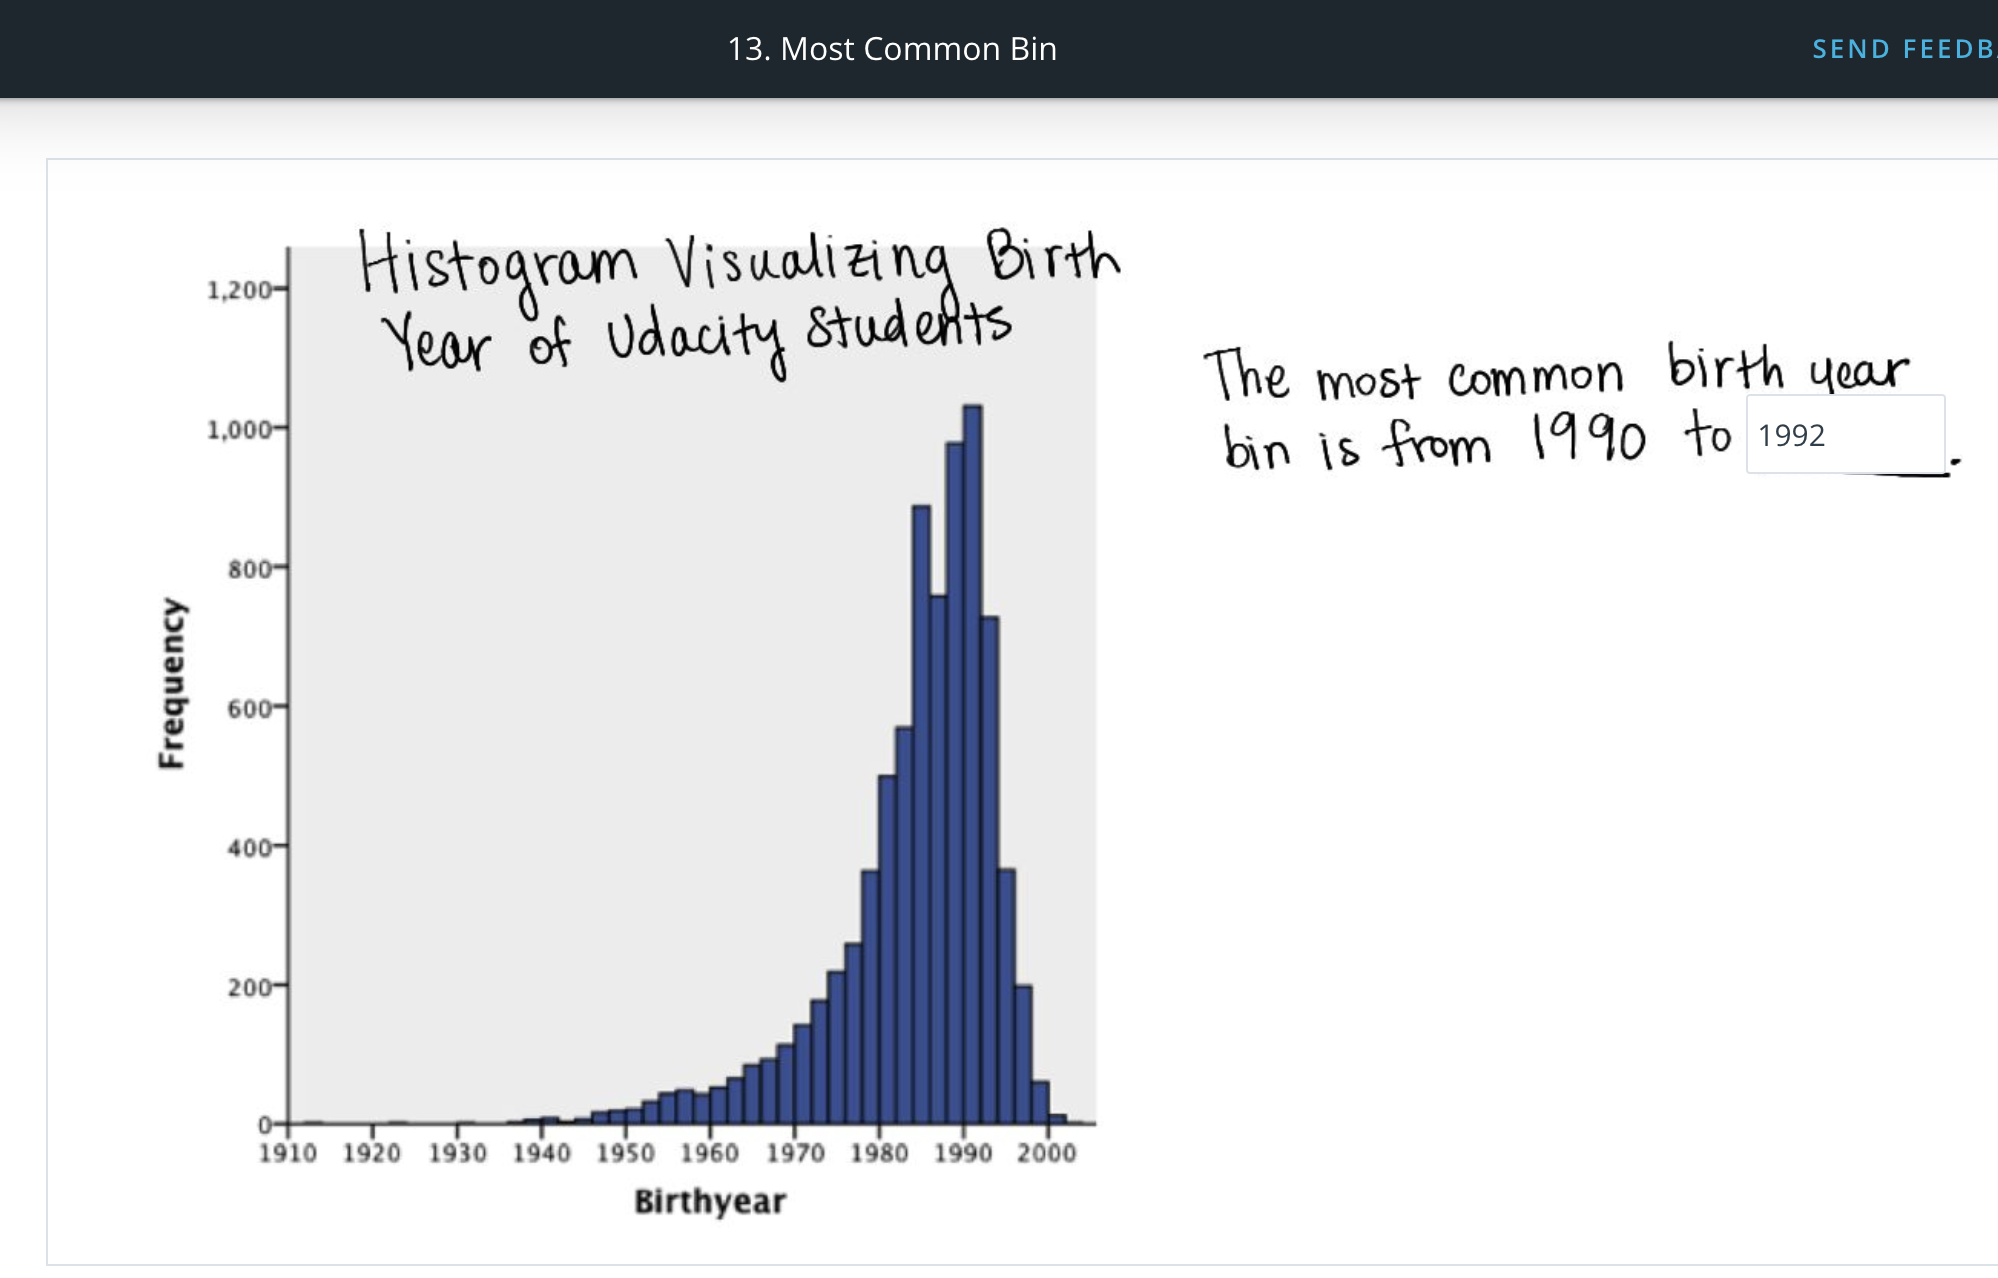 13. Most Common Bin
SEND FEEDBA
Histogram Visualizing Birth
Year of Udacity Students
1,200
1,000
800
600
400
200
0
Frequency
1910 1920 1930 1940 1950 1960 1970 1980 1990 2000
Birthyear
The most common birth year
bin is from 1990 to 1992.